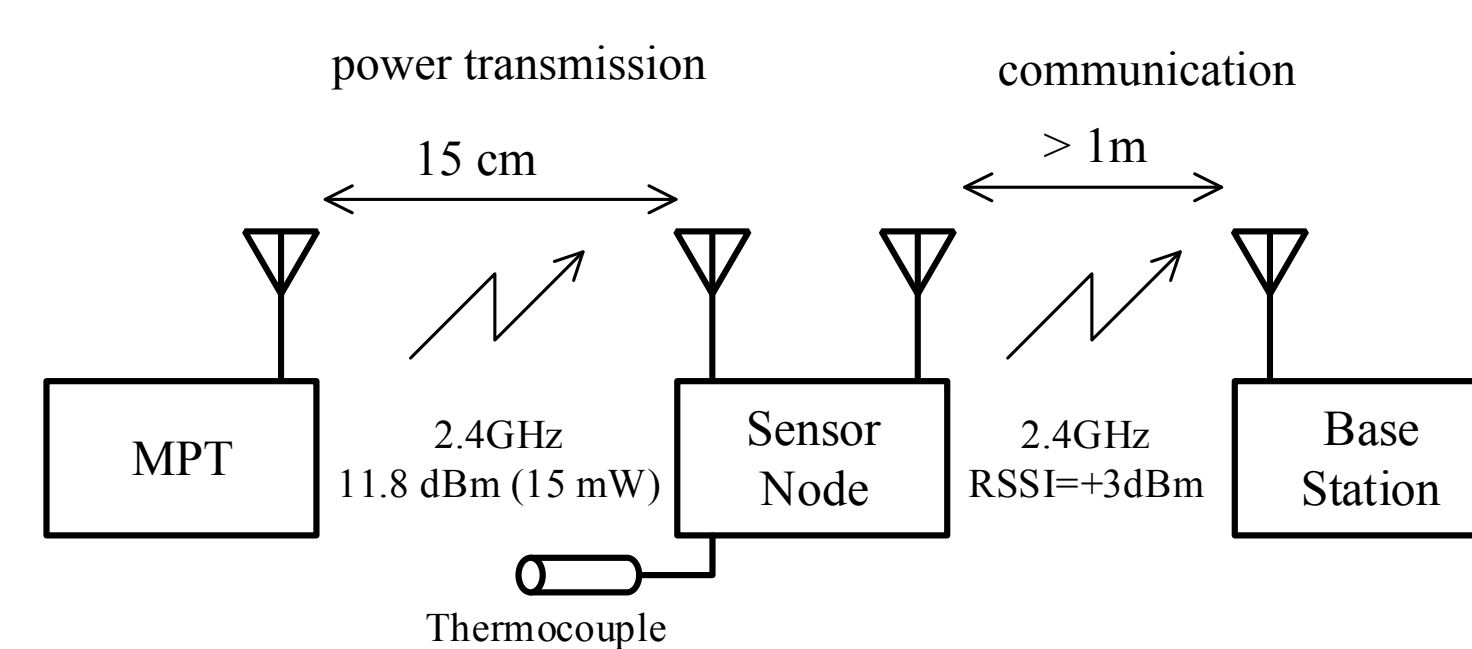 power transmission
communication
15 cm
> 1m
MPT
2.4GHz
11.8 dBm (15 mW)
Sensor
Node
2.4GHz
RSSI=+3dBm
Base
Station
Thermocouple